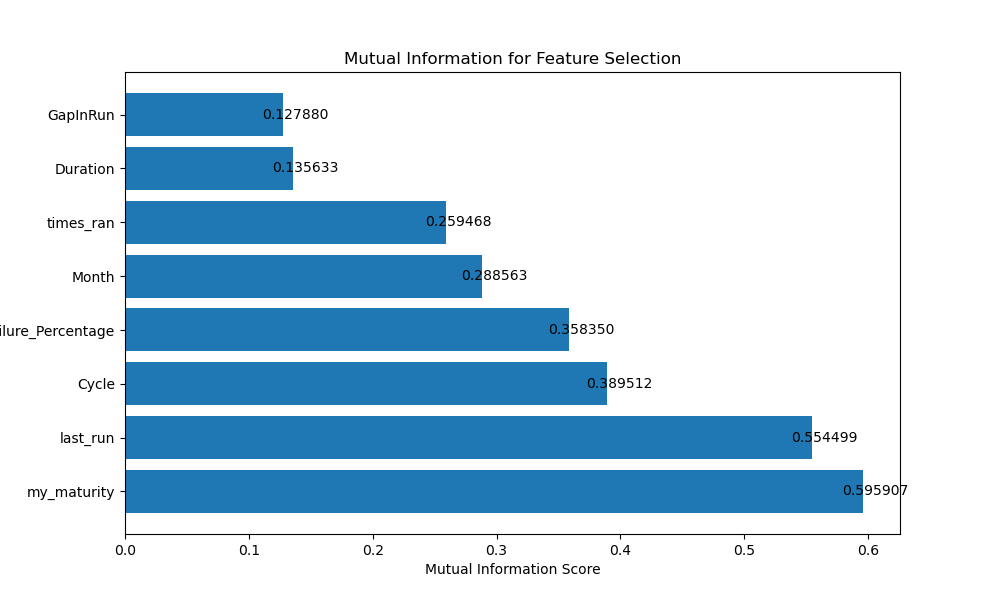 Mutual Information for Feature Selection
GapInRun 0.127880
Duration 0.135633
times_ran 0.259468
Month 0.288563
ilure_Percentage 0.358350
Cycle 0.389512
last_run 0.554499
my_maturity 0.595907
0.0 0.1 0.2 0.3 0.4 0.5 0.6
Mutual Information Score